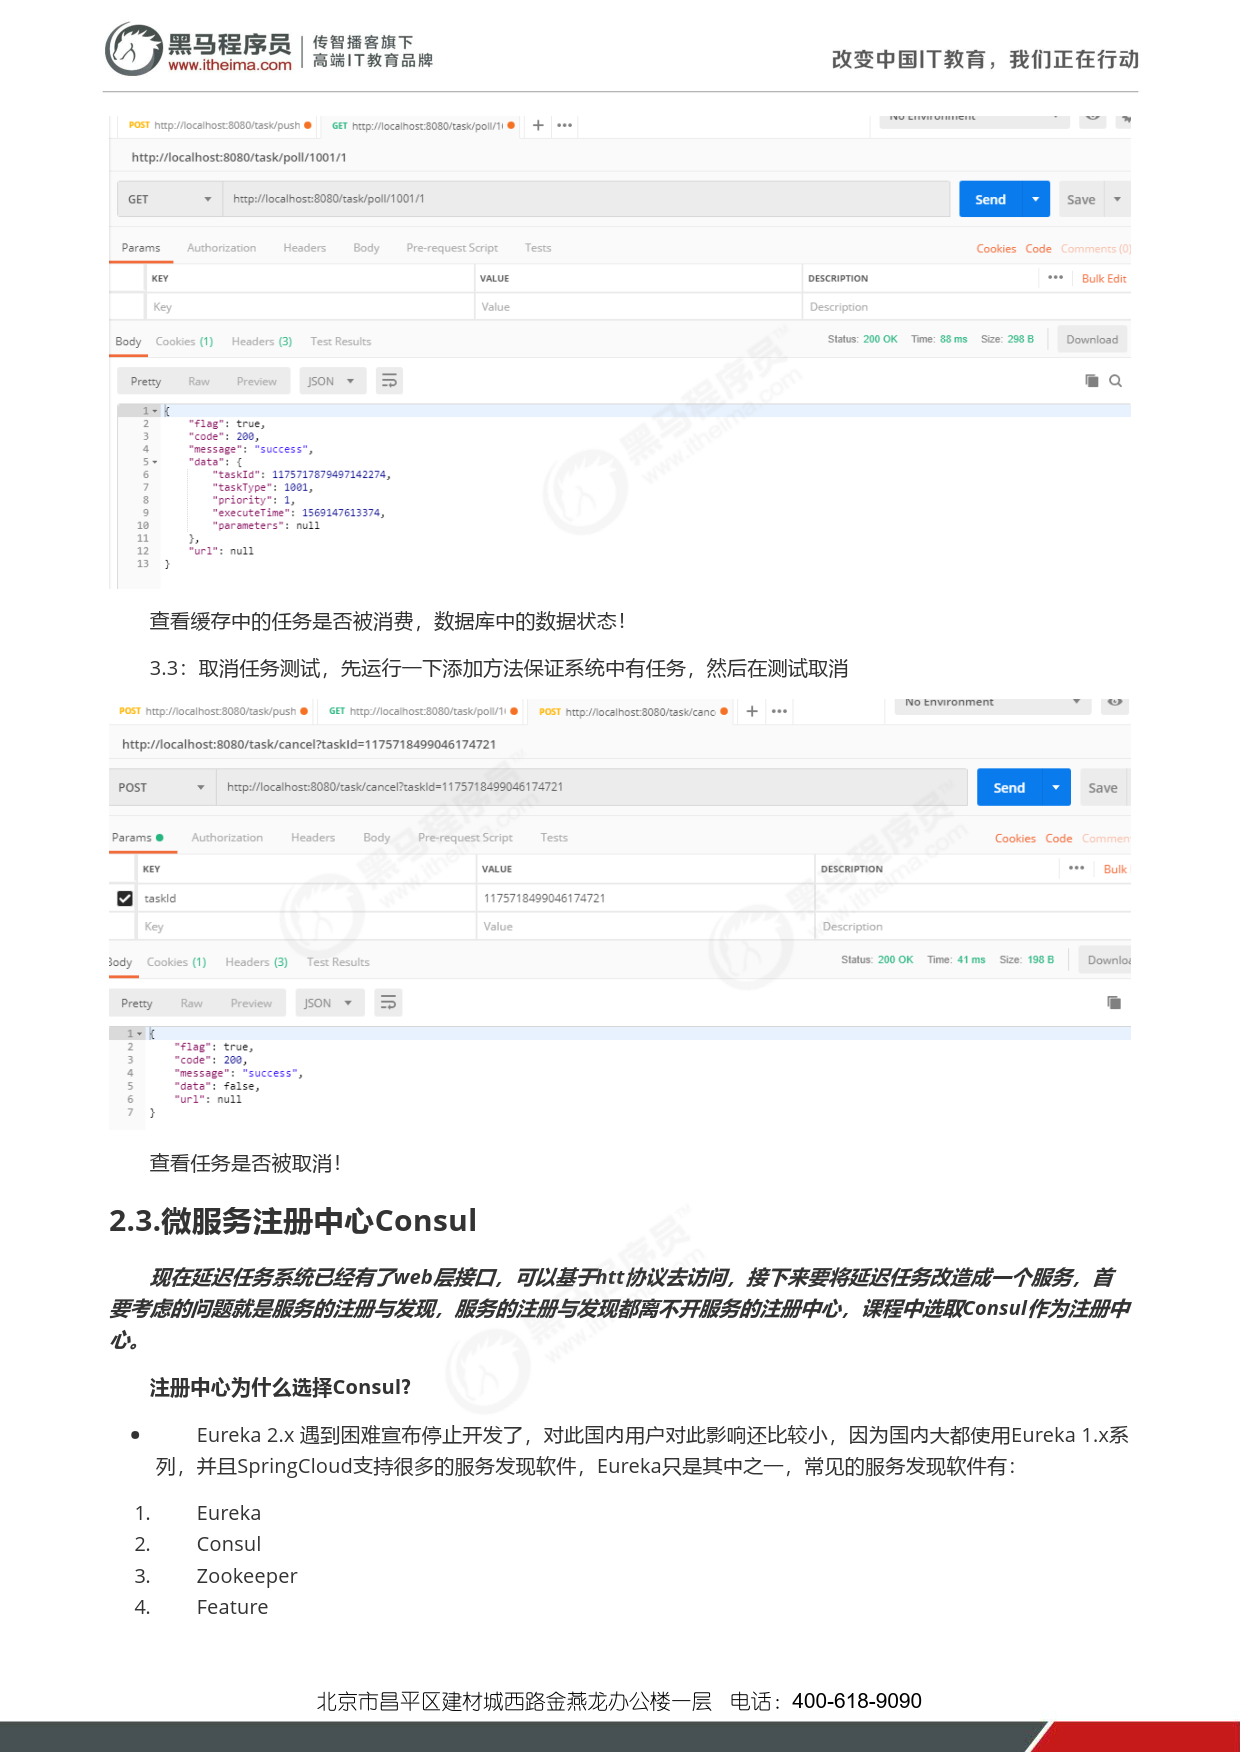 黑马程序员
www.itheima.com
传智播客旗下
高端IT教育品牌
改变中国IT教育，我们正在行动
POST http://localhost:8080/task/push GET http://localhost:8080/task/poll/1 + ••• No Environment
http://localhost:8080/task/poll/1001/1
GET http://localhost:8080/task/poll/1001/1 Send Save
Params Authorization Headers Body Pre-request Script Tests Cookies Code Comments (0)
KEY VALUE DESCRIPTION ••• Bulk Edit
Key Value Description
Body Cookies (1) Headers (3) Test Results Status: 200 OK Time: 88 ms Size: 298 B Download
Pretty Raw Preview JSON
1 {
2 "flag": true,
3 "code": 200,
4 "message": "success",
5 "data": {
6 "taskId": 1175717879497142274,
7 "taskType": 1001,
8 "priority": 1,
9 "executeTime": 1569147613374,
10 "parameters": null
11 },
12 "url": null
13 }
查看缓存中的任务是否被消费，数据库中的数据状态！
3.3：取消任务测试，先运行一下添加方法保证系统中有任务，然后在测试取消
POST http://localhost:8080/task/push GET http://localhost:8080/task/poll/1 POST http://localhost:8080/task/canc + ••• No Environment
http://localhost:8080/task/cancel?taskId=1175718499046174721
POST http://localhost:8080/task/cancel?taskId=1175718499046174721 Send Save
Params Authorization Headers Body Pre-request Script Tests Cookies Code Commen
KEY VALUE DESCRIPTION ••• Bulk
taskId 1175718499046174721
Key Value Description
Body Cookies (1) Headers (3) Test Results Status: 200 OK Time: 41 ms Size: 198 B Downloa
Pretty Raw Preview JSON
1 {
2 "flag": true,
3 "code": 200,
4 "message": "success",
5 "data": false,
6 "url": null
7 }
查看任务是否被取消！
2.3.微服务注册中心Consul
现在延迟任务系统已经有了web层接口，可以基于htt协议去访问，接下来要将延迟任务改造成一个服务，首
要考虑的问题就是服务的注册与发现，服务的注册与发现都离不开服务的注册中心，课程中选取Consul作为注册中
心。
注册中心为什么选择Consul?
• Eureka 2.x 遇到困难宣布停止开发了，对此国内用户对此影响还比较小，因为国内大都使用Eureka 1.x系
列，并且SpringCloud支持很多的服务发现软件，Eureka只是其中之一，常见的服务发现软件有：
1. Eureka
2. Consul
3. Zookeeper
4. Feature
北京市昌平区建材城西路金燕龙办公楼一层 电话：400-618-9090